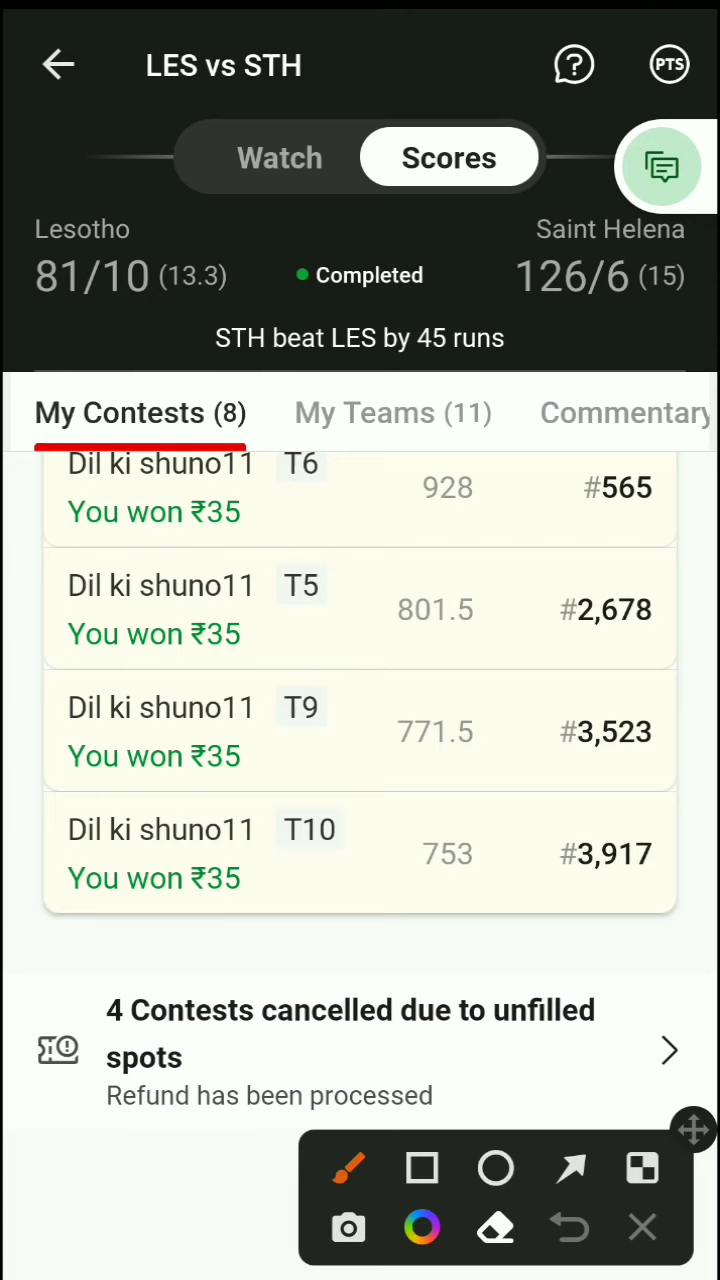 LES vs STH
PTS
Watch
Scores
Lesotho
Saint Helena
81/10 (13.3)
Completed
126/6 (15)
STH beat LES by 45 runs
My Contests (8)
My Teams (11)
Commentary
Dil ki shuno11 T6
928
#565
You won ₹35
Dil ki shuno11 T5
801.5
#2,678
You won ₹35
Dil ki shuno11 T9
771.5
#3,523
You won ₹35
Dil ki shuno11 T10
753
#3,917
You won ₹35
4 Contests cancelled due to unfilled
spots
Refund has been processed